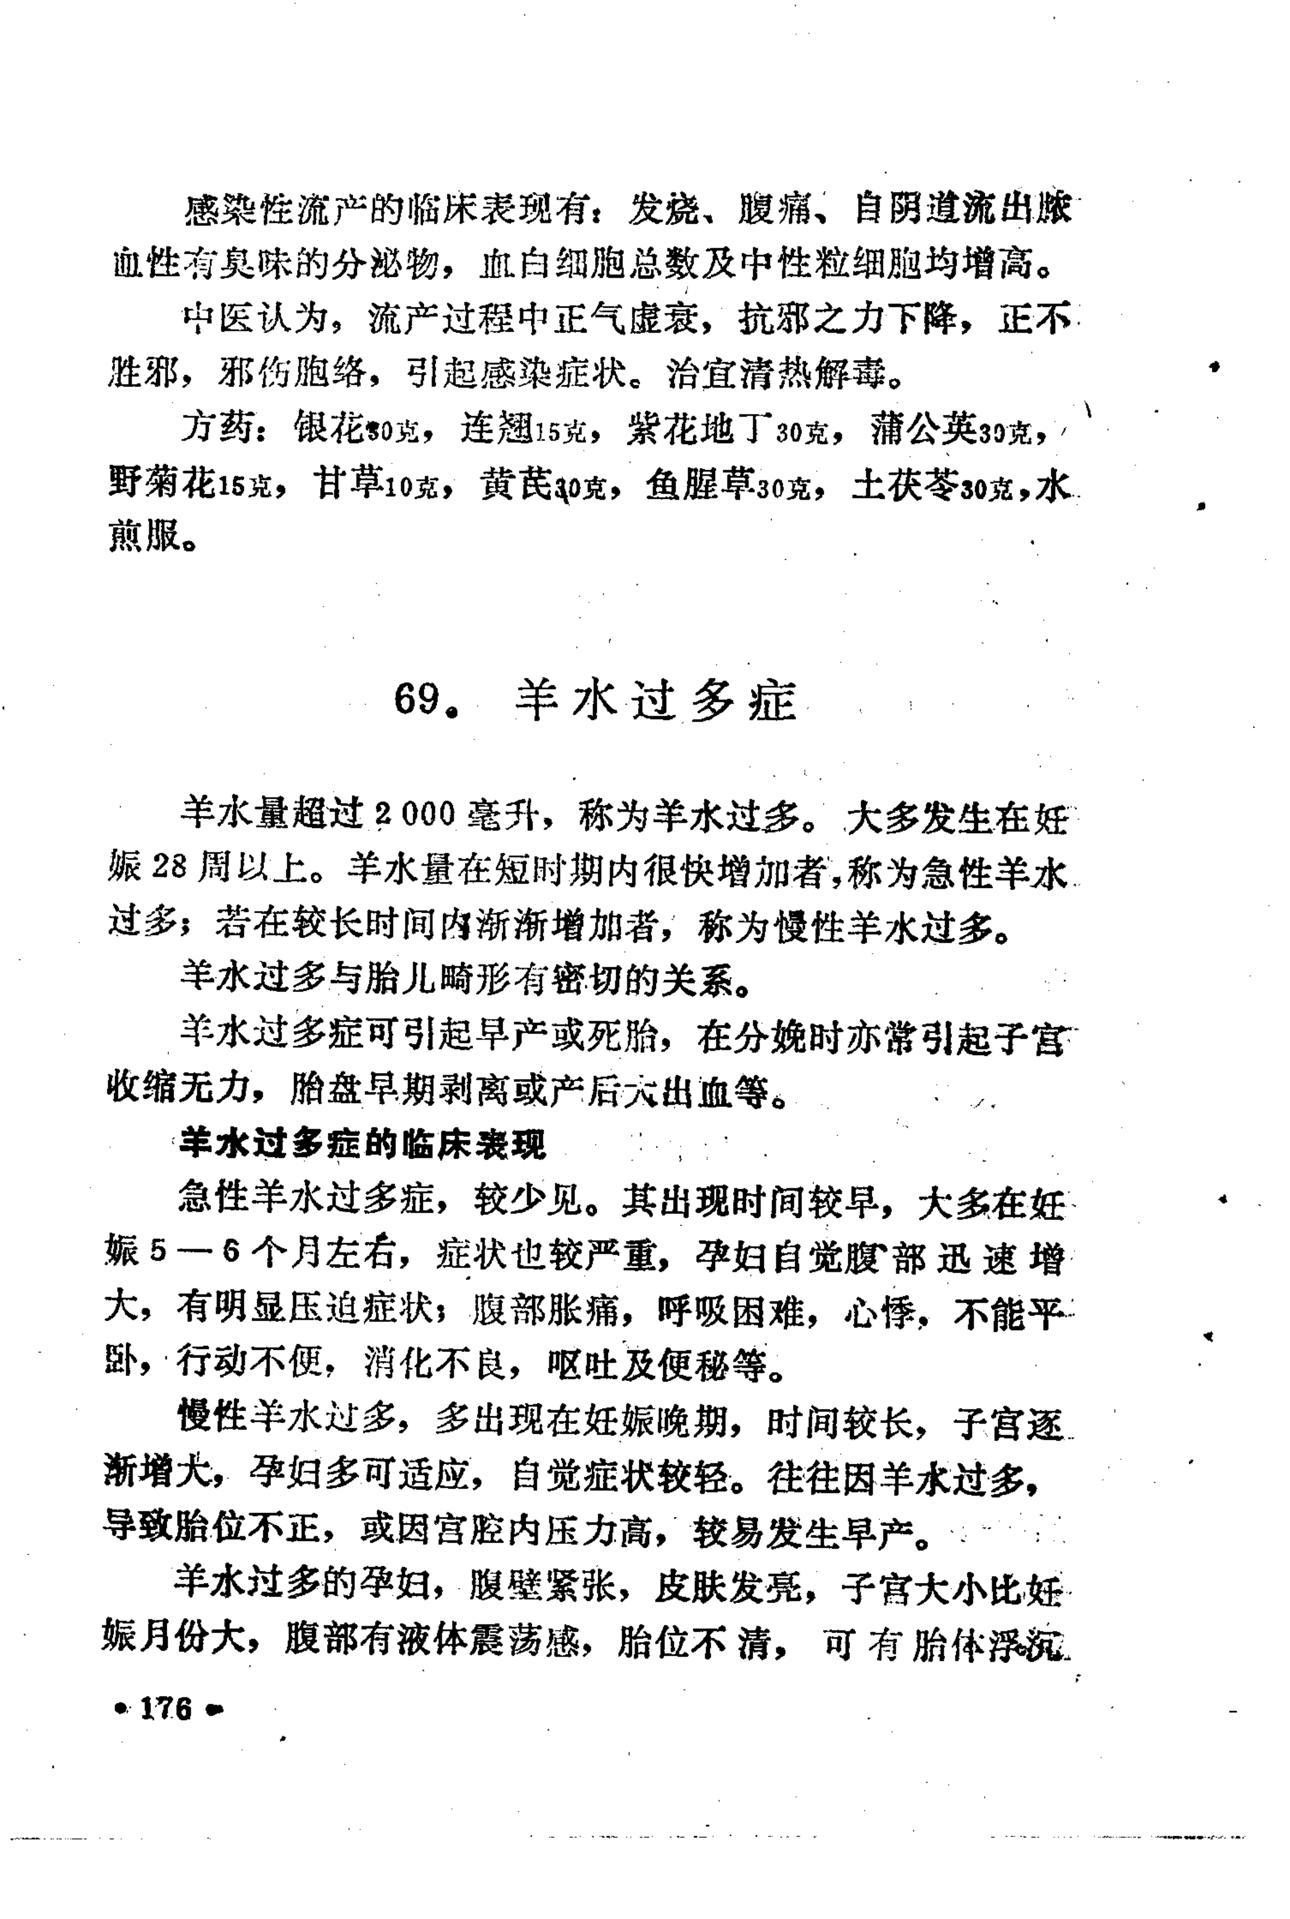 感染性流产的临床表现有：发烧、腹痛、自阴道流出脓
血性有臭味的分泌物，血白细胞总数及中性粒细胞均增高。
中医认为，流产过程中正气虚衰，抗邪之力下降，正不
胜邪，邪伤胞络，引起感染症状。治宜清热解毒。
方药：银花30克，连翘15克，紫花地丁30克，蒲公英30克，
野菊花15克，甘草10克，黄芪30克，鱼腥草30克，土茯苓30克，水
煎服。
69. 羊水过多症
羊水量超过2000毫升，称为羊水过多。大多发生在妊
娠28周以上。羊水量在短时期内很快增加者，称为急性羊水
过多；若在较长时间内渐渐增加者，称为慢性羊水过多。
羊水过多与胎儿畸形有密切的关系。
羊水过多症可引起早产或死胎，在分娩时亦常引起子宫
收缩无力，胎盘早期剥离或产后大出血等。
羊水过多症的临床表现
急性羊水过多症，较少见。其出现时间较早，大多在妊
娠5—6个月左右，症状也较严重，孕妇自觉腹部迅速增
大，有明显压迫症状；腹部胀痛，呼吸困难，心悸，不能平
卧，行动不便，消化不良，呕吐及便秘等。
慢性羊水过多，多出现在妊娠晚期，时间较长，子宫逐
渐增大，孕妇多可适应，自觉症状较轻。往往因羊水过多，
导致胎位不正，或因宫腔内压力高，较易发生早产。
羊水过多的孕妇，腹壁紧张，皮肤发亮，子宫大小比妊
娠月份大，腹部有液体震荡感，胎位不清，可有胎体浮沉
•176•